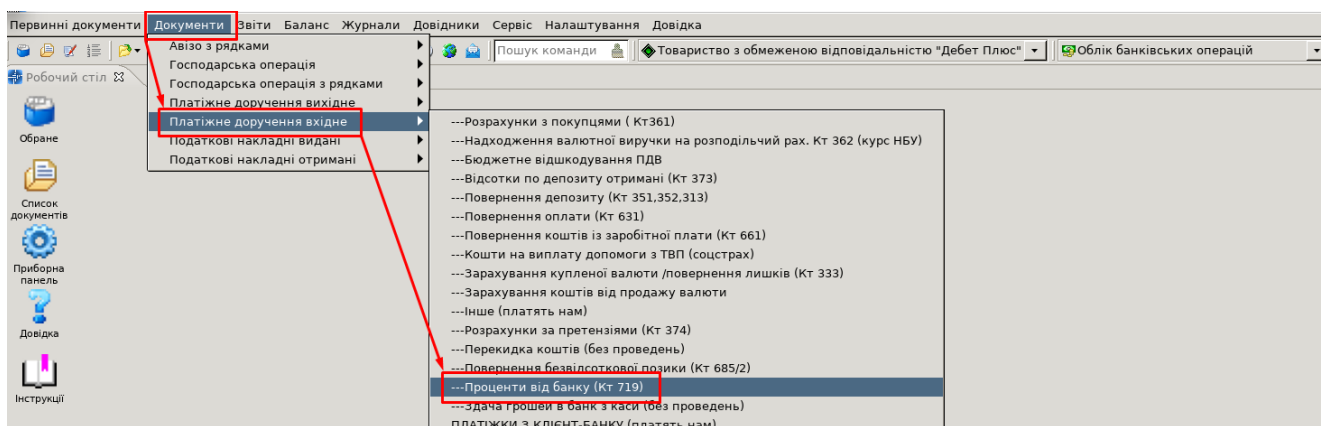 Первинні документи Документи Звіти Баланс Журнали Довідники Сервіс Налаштування Довідка
Пошук команди Товариство з обмеженою відповідальністю "Дебет Плюс" Облік банківських операцій
Робочий стіл
Обране
Список
документів
Приборна
панель
Довідка
Інструкції
Авізо з рядками
Господарська операція
Господарська операція з рядками
Платіжне доручення вихідне
Платіжне доручення вхідне
Податкові накладні видані
Податкові накладні отримані
---Розрахунки з покупцями ( Кт361)
---Надходження валютної виручки на розподільчий рах. Кт 362 (курс НБУ)
---Бюджетне відшкодування ПДВ
---Відсотки по депозиту отримані (Кт 373)
---Повернення депозиту (Кт 351,352,313)
---Повернення оплати (Кт 631)
---Повернення коштів із заробітної плати (Кт 661)
---Кошти на виплату допомоги з ТВП (соцстрах)
---Зарахування купленої валюти /повернення лишків (Кт 333)
---Зарахування коштів від продажу валюти
---Інше (платять нам)
---Розрахунки за претензіями (Кт 374)
---Перекидка коштів (без проведень)
---Повернення безвідсоткової позики (Кт 685/2)
---Проценти від банку (Кт 719)
---Здача грошей в банк з каси (без проведень)
ПЛАТІЖКИ З КЛІЄНТ-БАНКУ (платять нам)